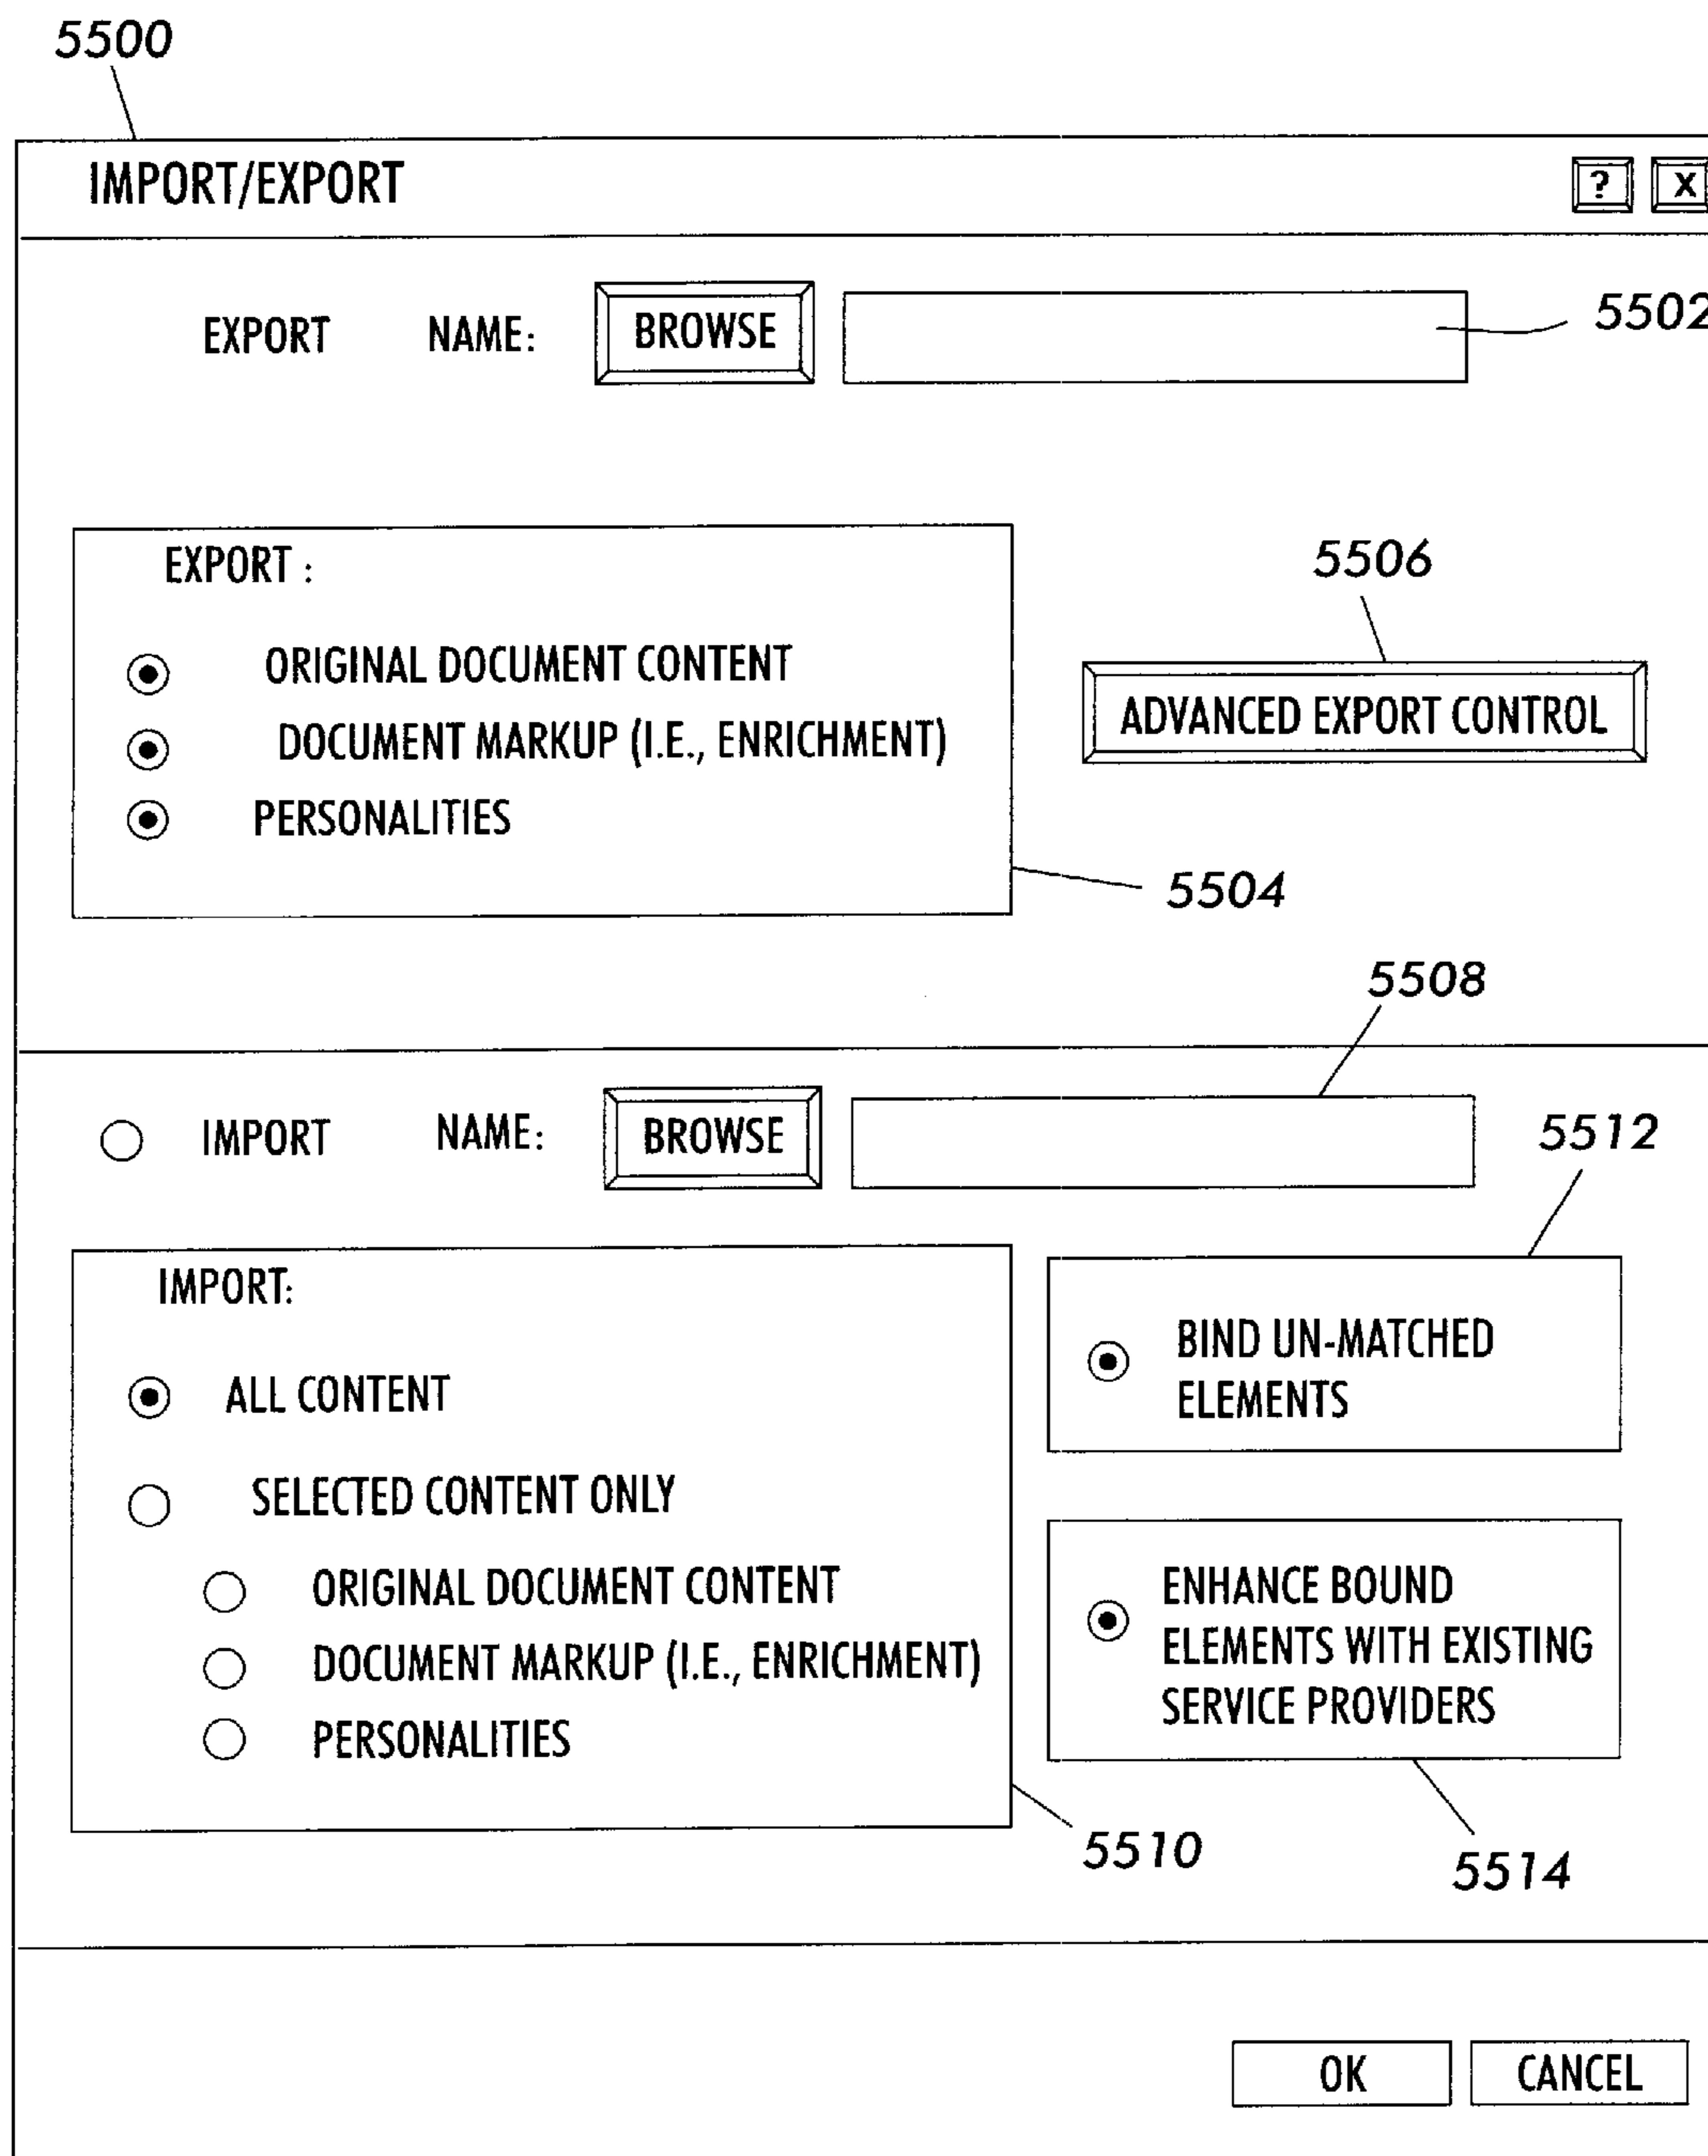 5500
IMPORT/EXPORT ? X
EXPORT NAME: BROWSE 5502
EXPORT :
5506
ORIGINAL DOCUMENT CONTENT
ADVANCED EXPORT CONTROL
DOCUMENT MARKUP (I.E., ENRICHMENT)
PERSONALITIES
5504
5508
IMPORT NAME: BROWSE
5512
IMPORT:
ALL CONTENT
SELECTED CONTENT ONLY
ORIGINAL DOCUMENT CONTENT
DOCUMENT MARKUP (I.E., ENRICHMENT)
PERSONALITIES
5510
BIND UN-MATCHED
ELEMENTS
ENHANCE BOUND
ELEMENTS WITH EXISTING
SERVICE PROVIDERS
5514
OK CANCEL